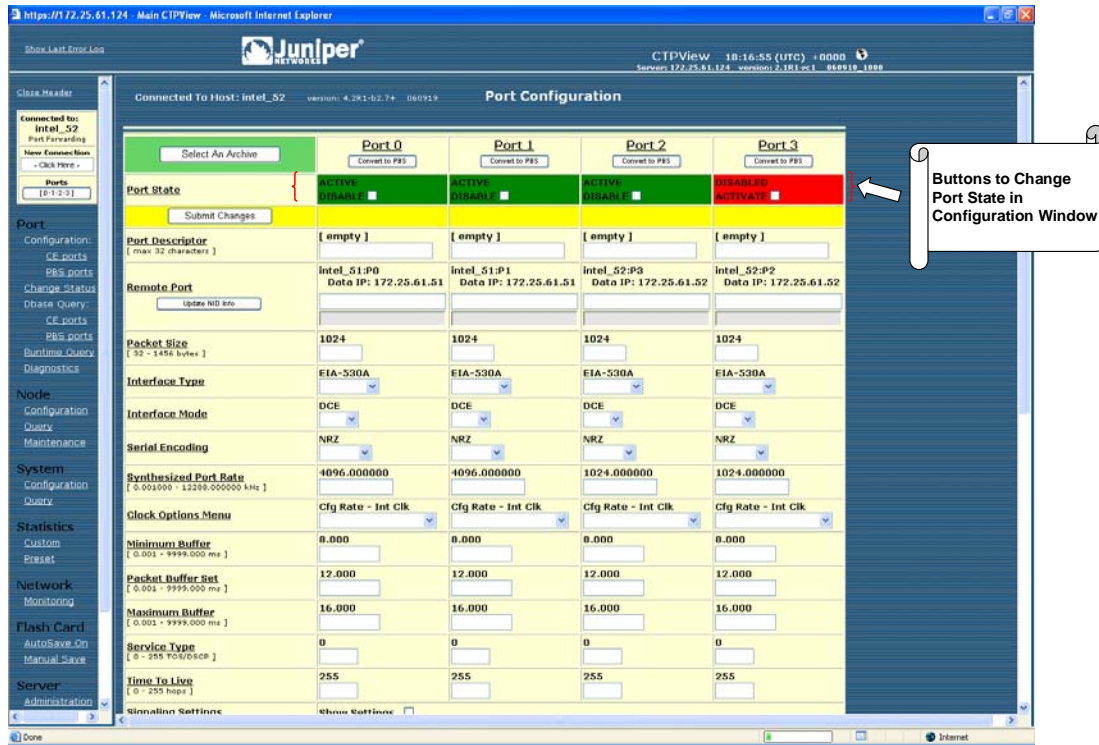 https://172.25.61.124 - Main CTPView - Microsoft Internet Explorer
Show Last Error Log
Juniper
NETWORKS
CTPView 18:16:55 (UTC) +0000
Server: 172.25.61.124 version: 2.1R1-rc1 060918_1000
Close Header
Connected to:
intel_52
Port Forwarding
New Connection
- Click Here -
Ports
[0-1-2-3]
Port
Configuration:
CE ports
PBS ports
Change Status
Dbase Query:
CE ports
PBS ports
Runtime Query
Diagnostics
Node
Configuration
Query
Maintenance
System
Configuration
Query
Statistics
Custom
Preset
Network
Monitoring
Flash Card
AutoSave On
Manual Save
Server
Administration
Connected To Host: intel_52 version: 4.2R1-b2.7+ 060919 Port Configuration
Select An Archive Port 0 Port 1 Port 2 Port 3
Convert to PBS Convert to PBS Convert to PBS Convert to PBS
Port State ACTIVE ACTIVE ACTIVE DISABLED
DISABLE DISABLE DISABLE ACTIVATE
Submit Changes
Port Descriptor [ empty ] [ empty ] [ empty ] [ empty ]
[ max 32 characters ]
Remote Port intel_51:P0 intel_51:P1 intel_52:P3 intel_52:P2
Data IP: 172.25.61.51 Data IP: 172.25.61.51 Data IP: 172.25.61.52 Data IP: 172.25.61.52
Update NID Info
Packet Size 1024 1024 1024 1024
[ 32 - 1456 bytes ]
Interface Type EIA-530A EIA-530A EIA-530A EIA-530A
Interface Mode DCE DCE DCE DCE
Serial Encoding NRZ NRZ NRZ NRZ
Synthesized Port Rate 4096.000000 4096.000000 1024.000000 1024.000000
[ 0.001000 - 12288.000000 kHz ]
Clock Options Menu Cfg Rate - Int Clk Cfg Rate - Int Clk Cfg Rate - Int Clk Cfg Rate - Int Clk
Minimum Buffer 8.000 8.000 8.000 8.000
[ 0.001 - 9999.000 ms ]
Packet Buffer Set 12.000 12.000 12.000 12.000
[ 0.001 - 9999.000 ms ]
Maximum Buffer 16.000 16.000 16.000 16.000
[ 0.001 - 9999.000 ms ]
Service Type 0 0 0 0
[ 0 - 255 TOS/DSCP ]
Time To Live 255 255 255 255
[ 0 - 255 hops ]
Signaling Settings Show Settings
Buttons to Change
Port State in
Configuration Window
Done
Internet